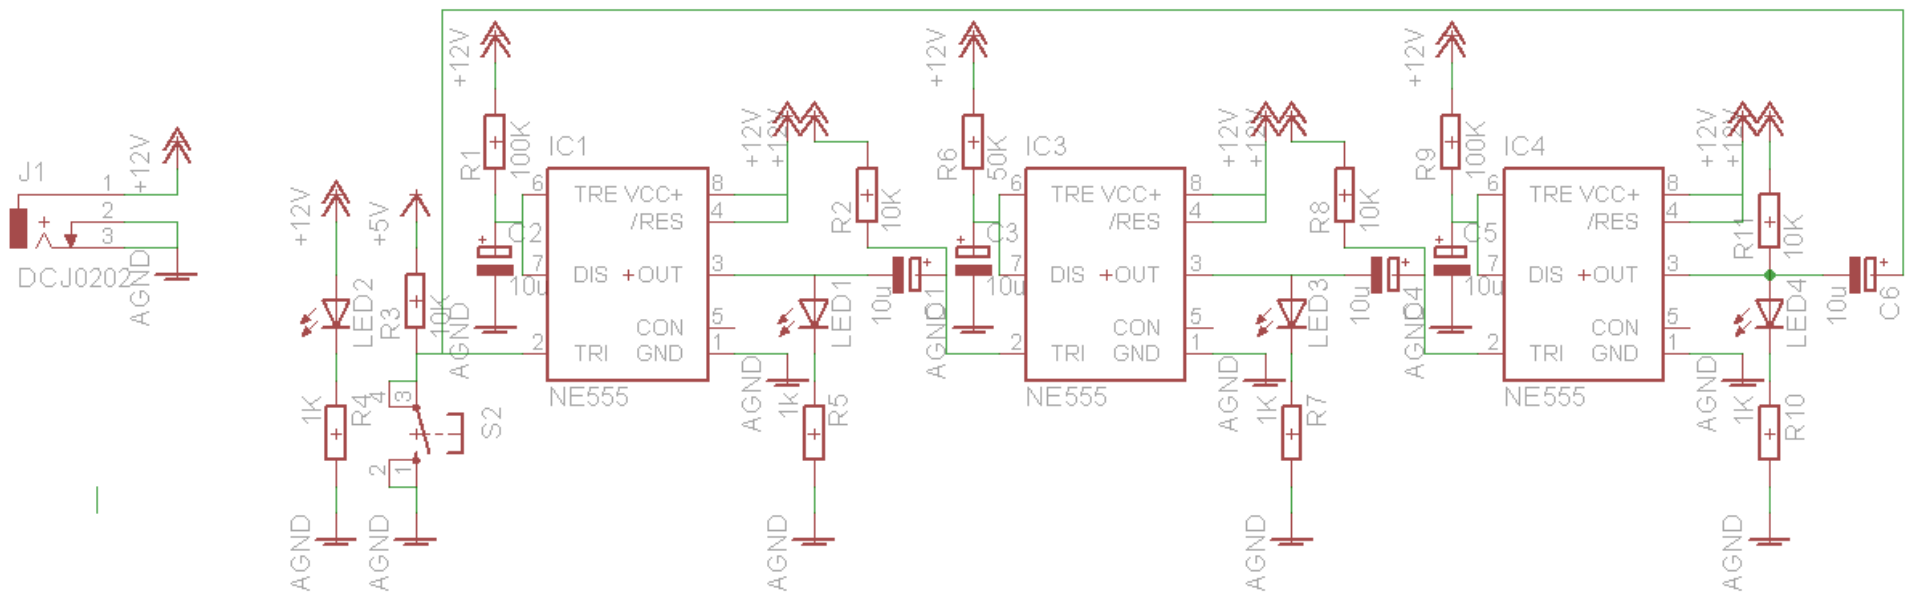 J1
1
2
3
DCJ0202
+12V
AGND
+12V
LED2
1K
R4
AGND
+5V
R3
10K
4
3
2
1
S2
AGND
+12V
R1
100K
C2
10u
AGND
IC1
6
7
2
TRE
VCC+
/RES
DIS
+OUT
CON
TRI
GND
8
4
3
5
1
NE555
+12V
+12V
R2
10K
10u
LED1
AGND
1k
R5
AGND
+12V
R6
50K
C3
10u
AGND
IC3
6
7
2
TRE
VCC+
/RES
DIS
+OUT
CON
TRI
GND
8
4
3
5
1
NE555
+12V
+12V
R8
10K
10u
C4
LED3
AGND
1K
R7
AGND
+12V
R9
100K
C5
10u
AGND
IC4
6
7
2
TRE
VCC+
/RES
DIS
+OUT
CON
TRI
GND
8
4
3
5
1
NE555
+12V
+12V
R11
10K
10u
C6
LED4
AGND
1K
R10
AGND